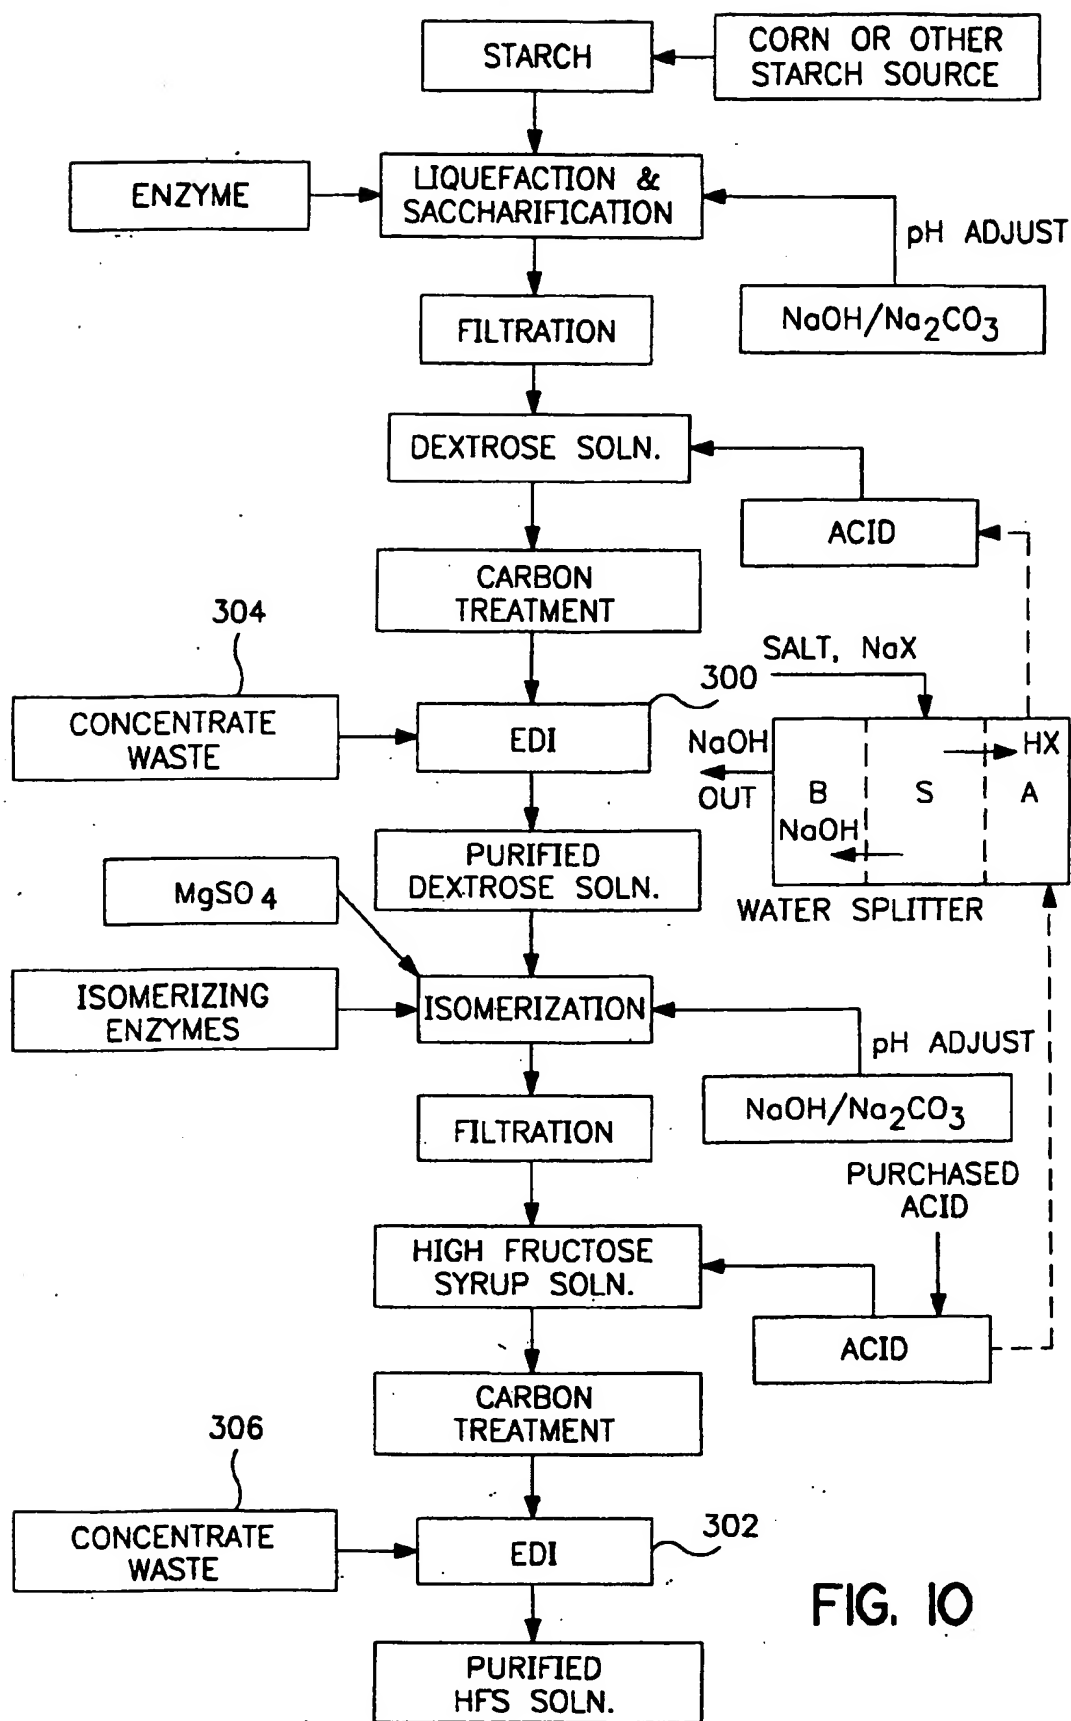 STARCH
CORN OR OTHER
STARCH SOURCE
ENZYME
LIQUEFACTION &
SACCHARIFICATION
pH ADJUST
FILTRATION
NaOH/Na2CO3
DEXTROSE SOLN.
ACID
CARBON
TREATMENT
304
SALT, NaX
300
CONCENTRATE
WASTE
EDI
NaOH
OUT
HX
B
S
A
NaOH
WATER SPLITTER
PURIFIED
DEXTROSE SOLN.
MgSO4
ISOMERIZING
ENZYMES
ISOMERIZATION
pH ADJUST
NaOH/Na2CO3
FILTRATION
PURCHASED
ACID
HIGH FRUCTOSE
SYRUP SOLN.
ACID
CARBON
TREATMENT
306
302
CONCENTRATE
WASTE
EDI
FIG. 10
PURIFIED
HFS SOLN.